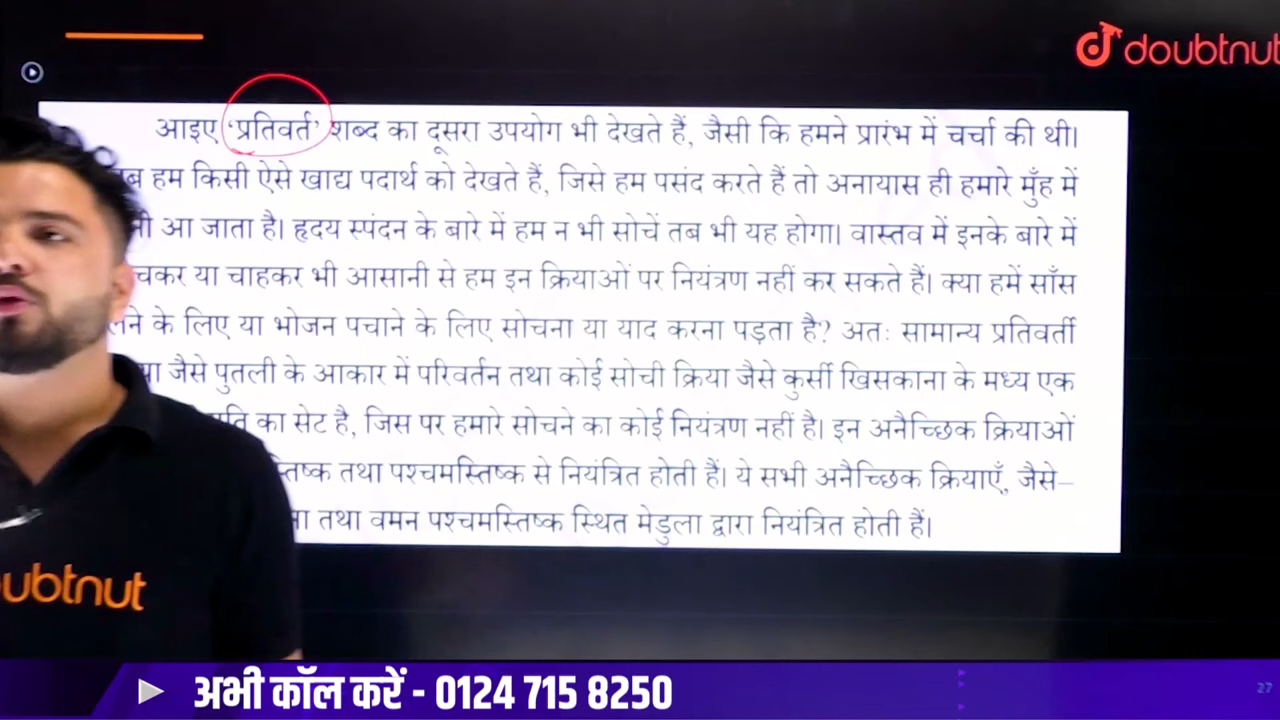 doubtnut
आइए ‘प्रतिवर्त’ शब्द का दूसरा उपयोग भी देखते हैं, जैसी कि हमने प्रारंभ में चर्चा की थी।
हम किसी ऐसे खाद्य पदार्थ को देखते हैं, जिसे हम पसंद करते हैं तो अनायास ही हमारे मुँह में
आ जाता है। हृदय स्पंदन के बारे में हम न भी सोचें तब भी यह होगा। वास्तव में इनके बारे में
या चाहकर भी आसानी से हम इन क्रियाओं पर नियंत्रण नहीं कर सकते हैं। क्या हमें साँस
के लिए या भोजन पचाने के लिए सोचना या याद करना पड़ता है? अतः सामान्य प्रतिवर्ती
जैसे पुतली के आकार में परिवर्तन तथा कोई सोची क्रिया जैसे कुर्सी खिसकाना के मध्य एक
का सेट है, जिस पर हमारे सोचने का कोई नियंत्रण नहीं है। इन अनैच्छिक क्रियाओं
तथा पश्चमस्तिष्क से नियंत्रित होती हैं। ये सभी अनैच्छिक क्रियाएँ, जैसे–
तथा वमन पश्चमस्तिष्क स्थित मेडुला द्वारा नियंत्रित होती हैं।
ubtnut
अभी कॉल करें - 0124 715 8250
27